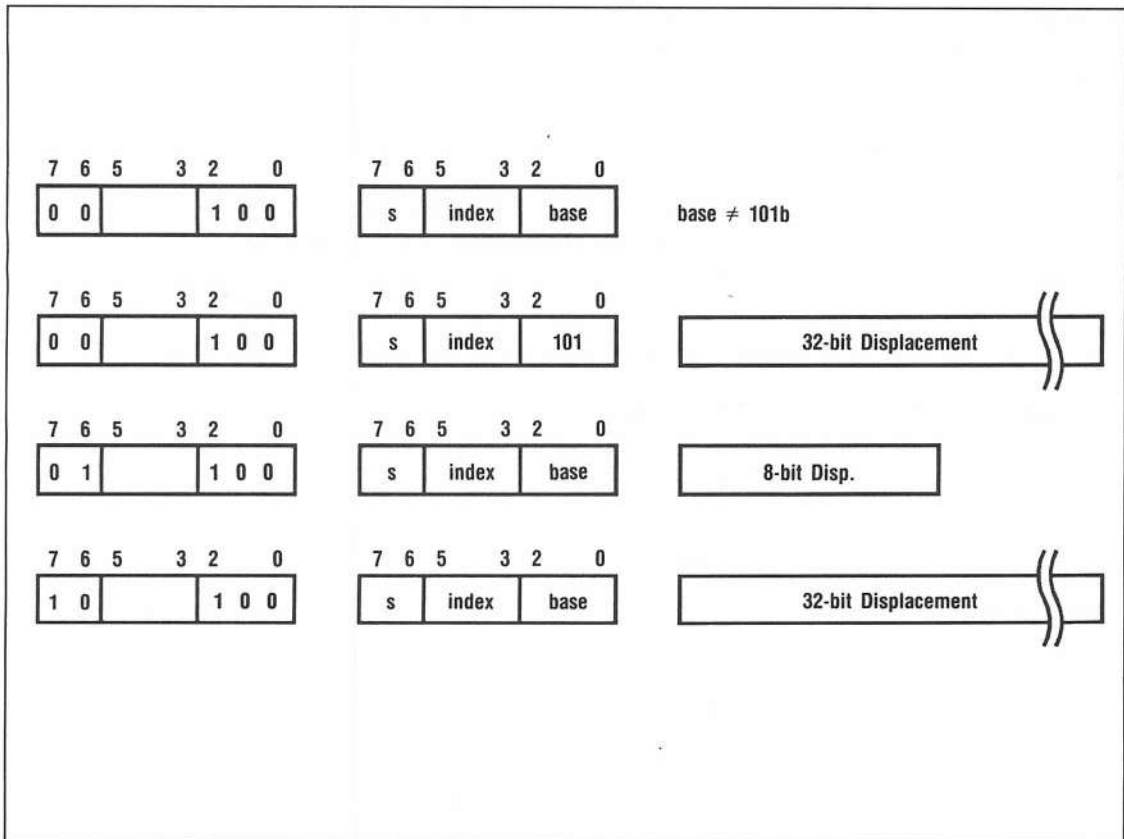 7 6 5 3 2 0 7 6 5 3 2 0
0 0 1 0 0 s index base base ≠ 101b
7 6 5 3 2 0 7 6 5 3 2 0
0 0 1 0 0 s index 101 32-bit Displacement
7 6 5 3 2 0 7 6 5 3 2 0
0 1 1 0 0 s index base 8-bit Disp.
7 6 5 3 2 0 7 6 5 3 2 0
1 0 1 0 0 s index base 32-bit Displacement